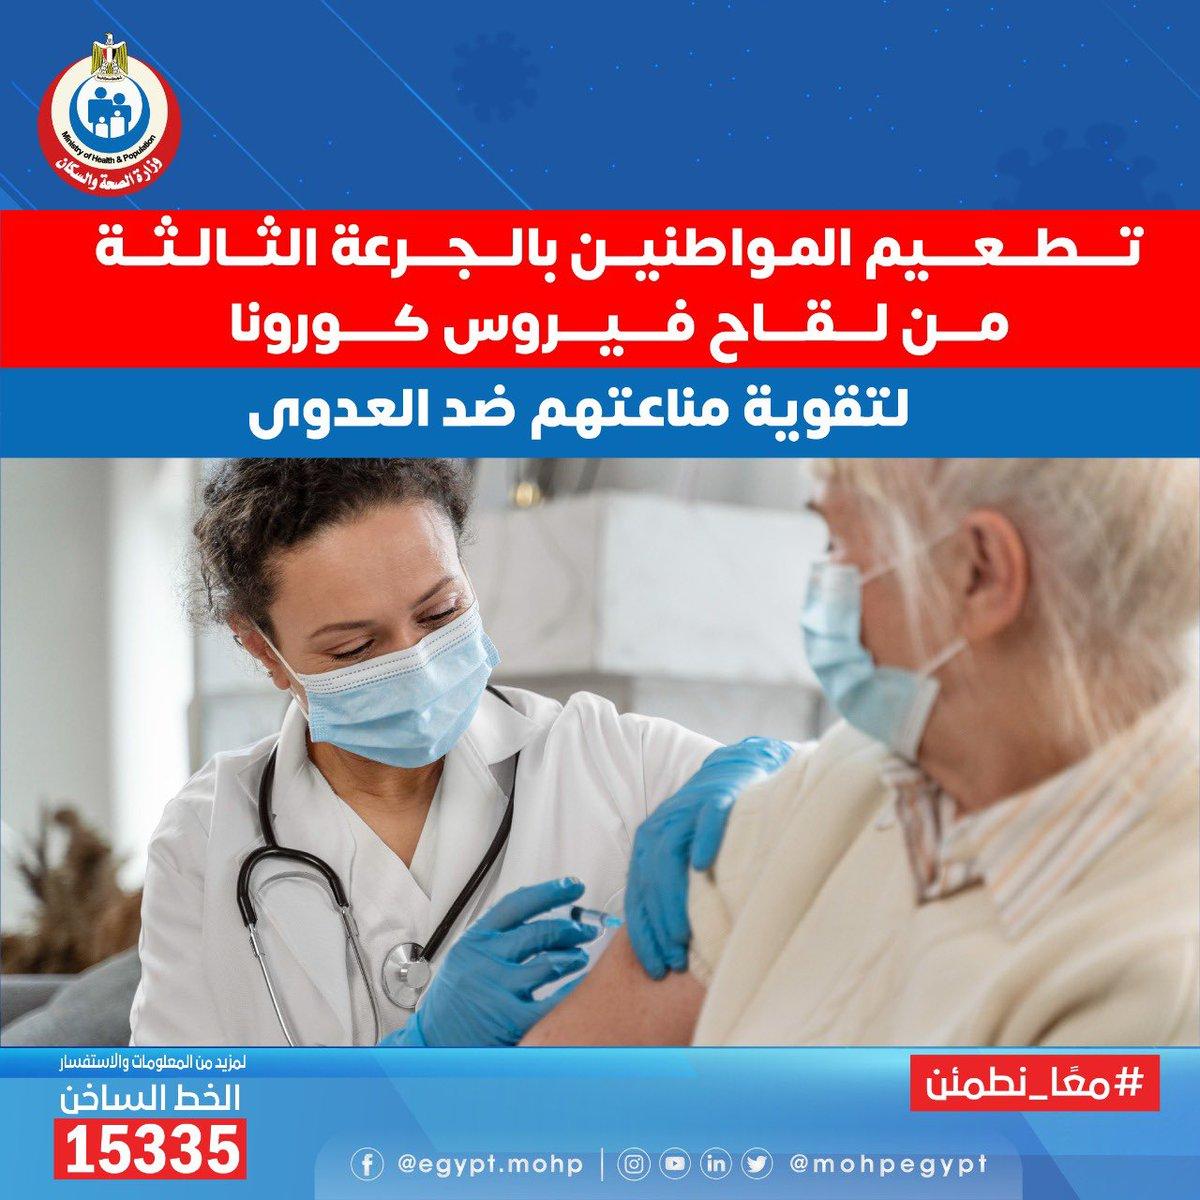 Ministry of Health & Population
وزارة الصحة والسكان
تطعيم المواطنين بالجرعة الثالثة
من لقاح فيروس كورونا
لتقوية مناعتهم ضد العدوى
#معًا_نطمئن
لمزيد من المعلومات والاستفسار
الخط الساخن
15335
@egypt.mohp | @mohpegypt